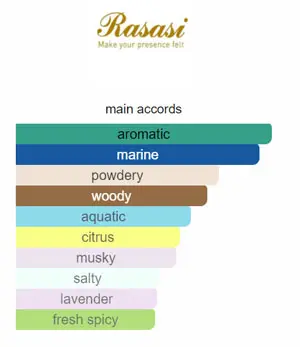 Rasasi
Make your presence felt
main accords
aromatic
marine
powdery
woody
aquatic
citrus
musky
salty
lavender
fresh spicy